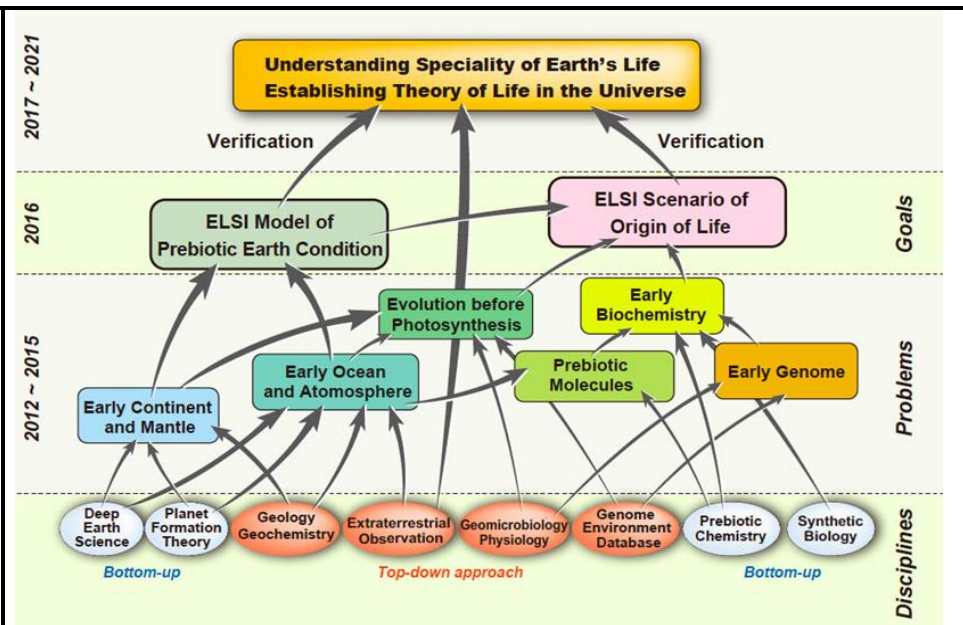 2017 ~ 2021
Understanding Speciality of Earth's Life
Establishing Theory of Life in the Universe
Verification
Verification
2016
ELSI Model of
Prebiotic Earth Condition
ELSI Scenario of
Origin of Life
Goals
2012 ~ 2015
Evolution before
Photosynthesis
Early
Biochemistry
Early Continent
and Mantle
Early Ocean
and Atomosphere
Prebiotic
Molecules
Early Genome
Problems
Deep
Earth
Science
Planet
Formation
Theory
Geology
Geochemistry
Extraterrestrial
Observation
Geomicrobiology
Physiology
Genome
Environment
Database
Prebiotic
Chemistry
Synthetic
Biology
Bottom-up
Top-down approach
Bottom-up
Disciplines